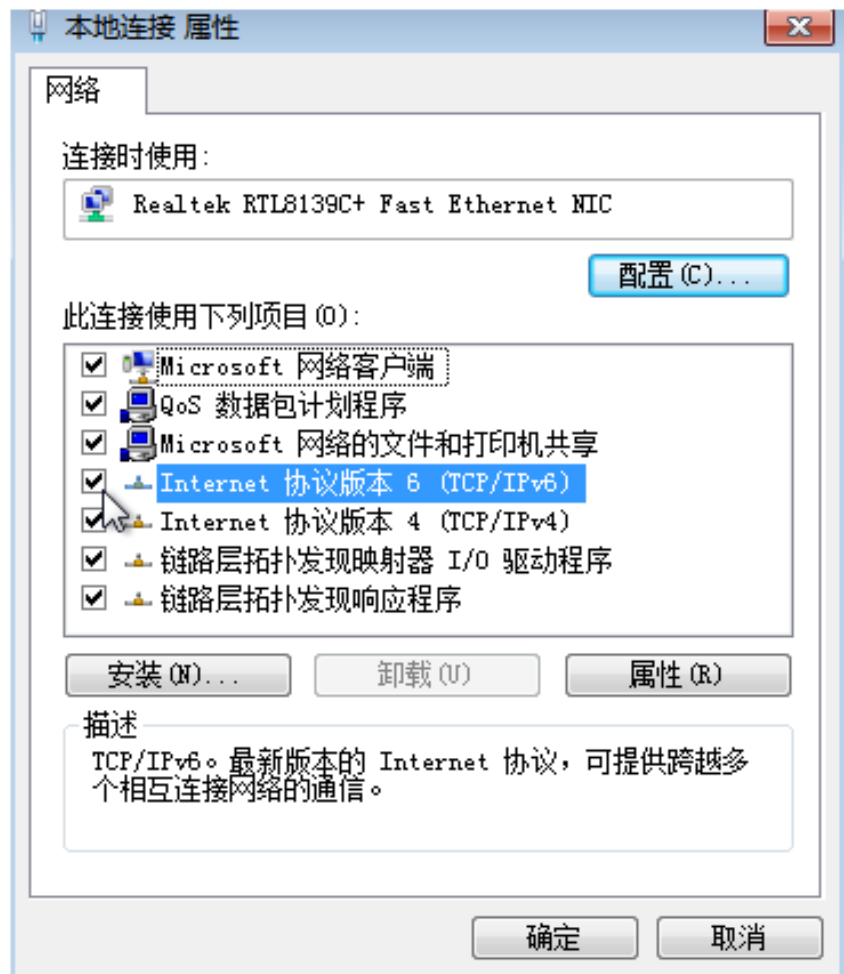 本地连接 属性
网络
连接时使用:
Realtek RTL8139C+ Fast Ethernet NIC
配置(C)...
此连接使用下列项目(O):
Microsoft 网络客户端
QoS 数据包计划程序
Microsoft 网络的文件和打印机共享
Internet 协议版本 6 (TCP/IPv6)
Internet 协议版本 4 (TCP/IPv4)
链路层拓扑发现映射器 I/O 驱动程序
链路层拓扑发现响应程序
安装(N)... 卸载(U) 属性(R)
描述
TCP/IPv6。最新版本的 Internet 协议，可提供跨越多
个相互连接网络的通信。
确定 取消